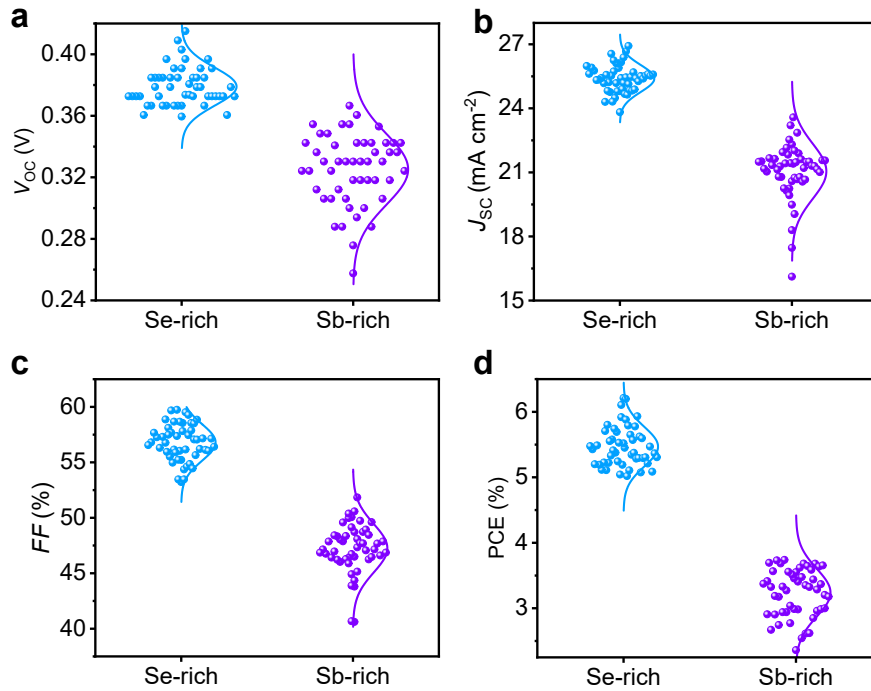 a
0.40
0.36
0.32
0.28
0.24
V_OC (V)
Se-rich Sb-rich
b
27
24
21
18
15
J_SC (mA cm⁻²)
Se-rich Sb-rich
c
60
55
50
45
40
FF (%)
Se-rich Sb-rich
d
6
5
4
3
PCE (%)
Se-rich Sb-rich